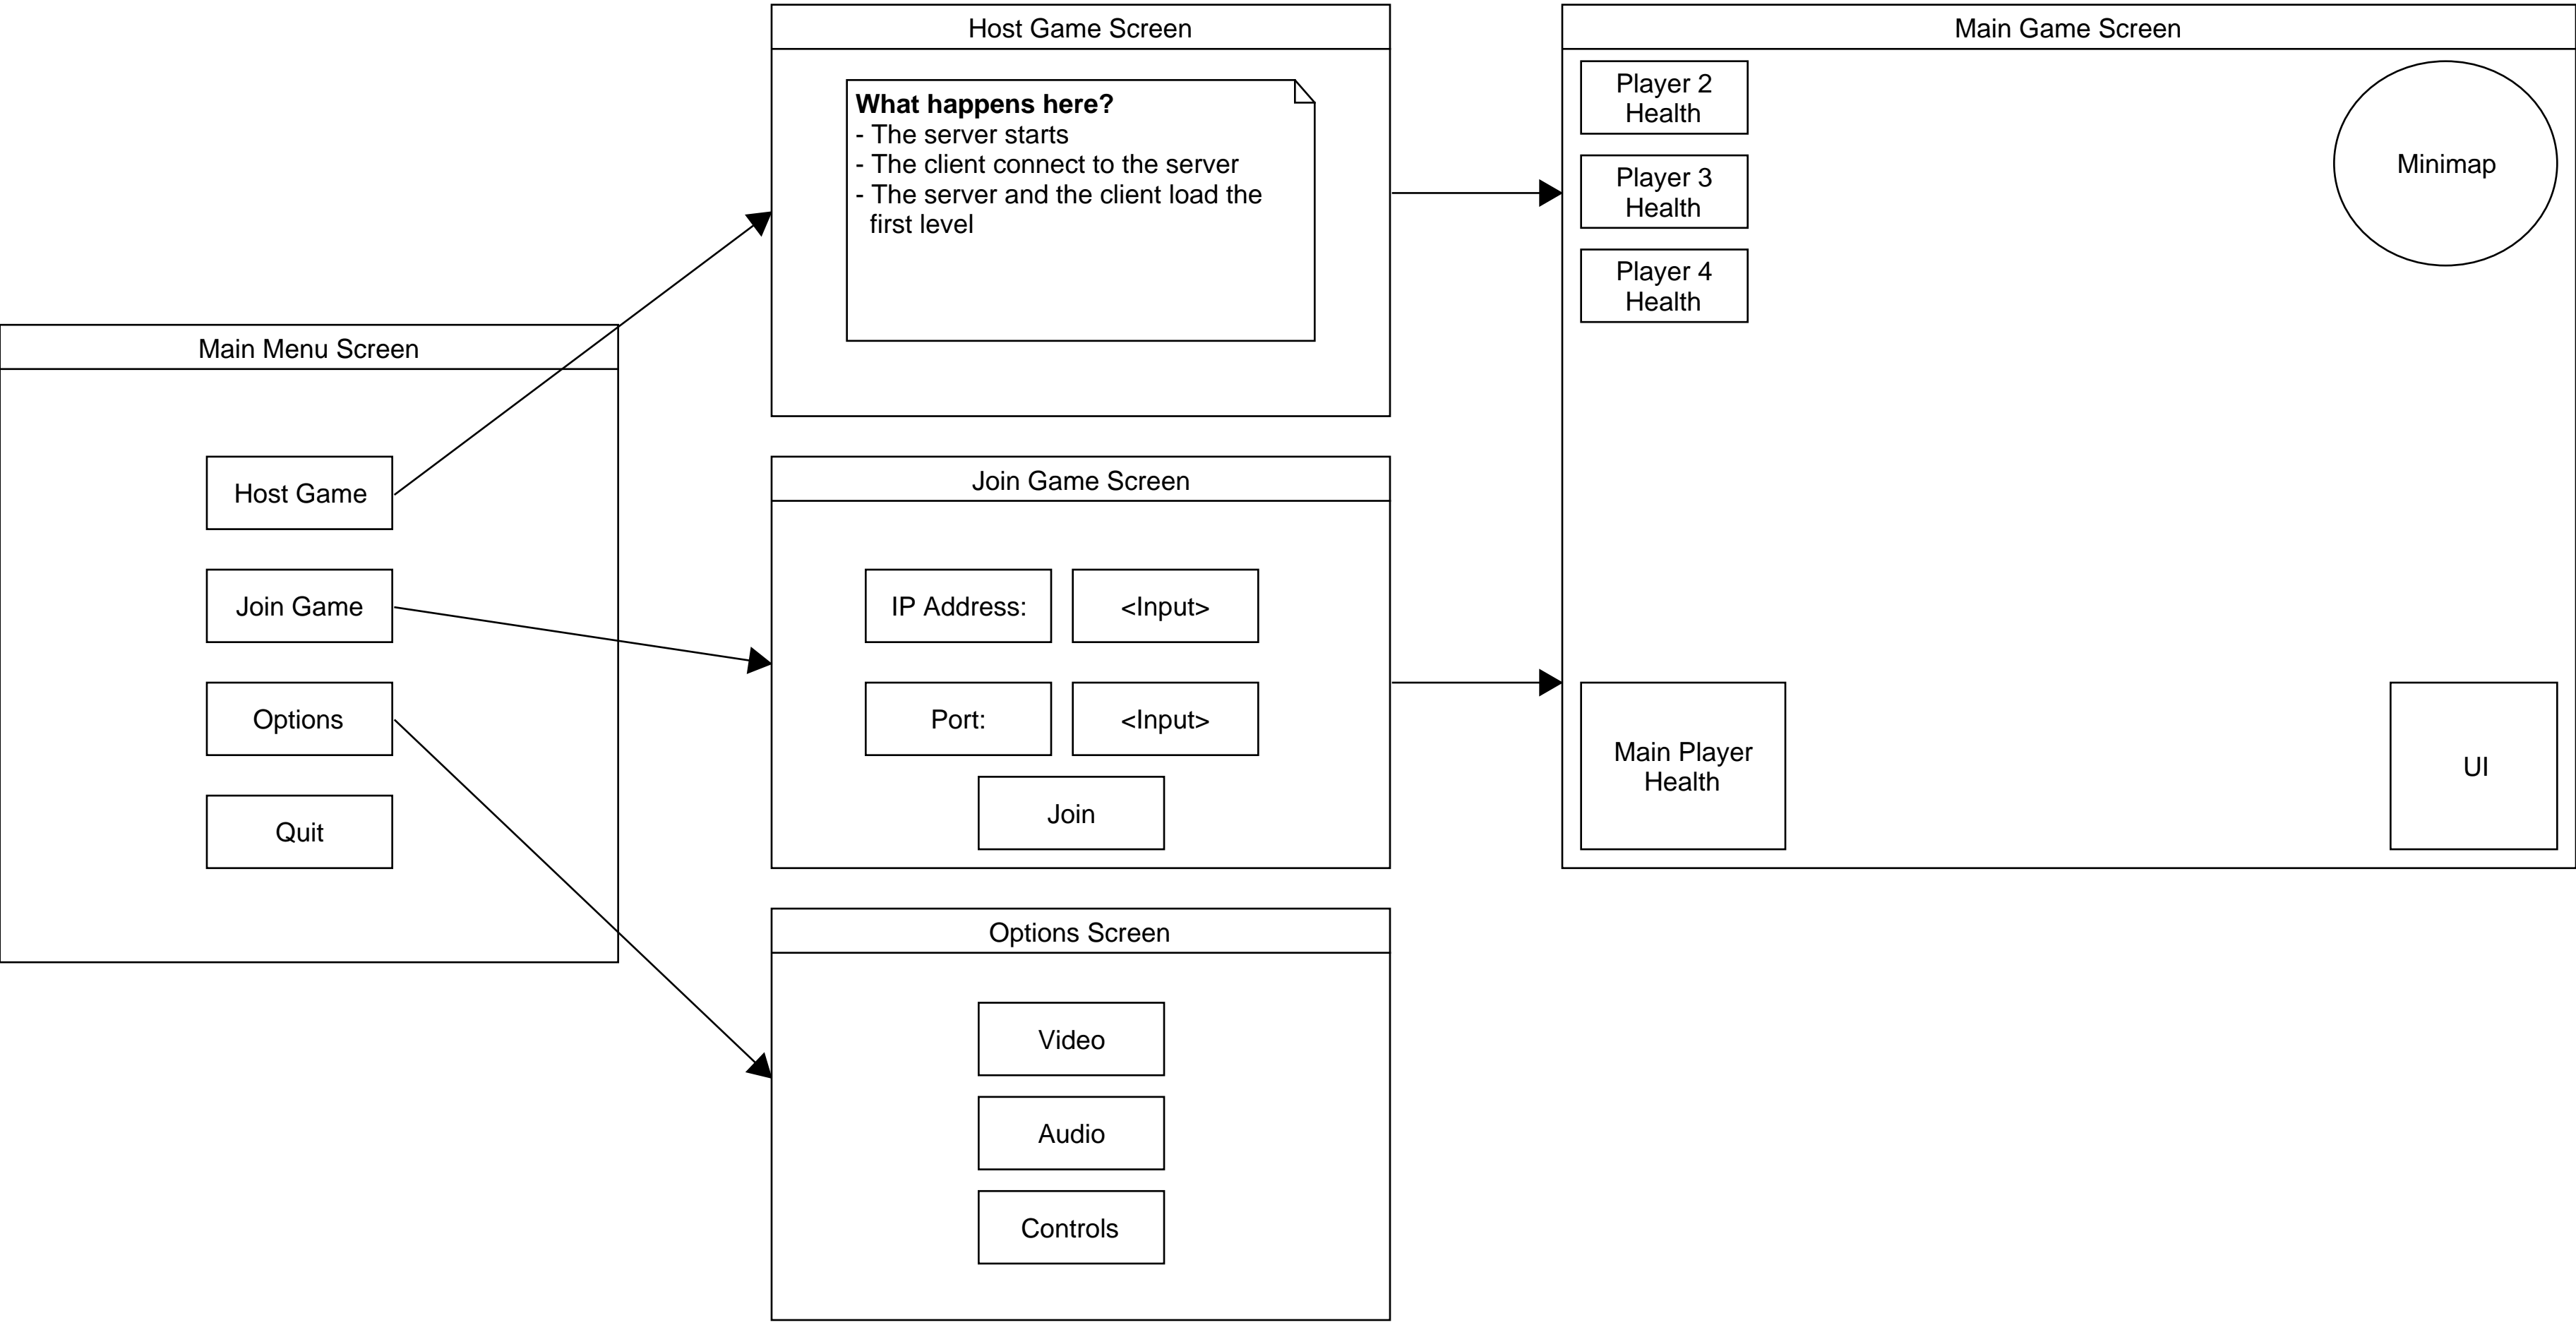 Host Game Screen
What happens here?
- The server starts
- The client connect to the server
- The server and the client load the
first level
Main Game Screen
Player 2
Health
Player 3
Health
Player 4
Health
Minimap
Main Player
Health
UI
Main Menu Screen
Host Game
Join Game
Options
Quit
Join Game Screen
IP Address:
<Input>
Port:
<Input>
Join
Options Screen
Video
Audio
Controls